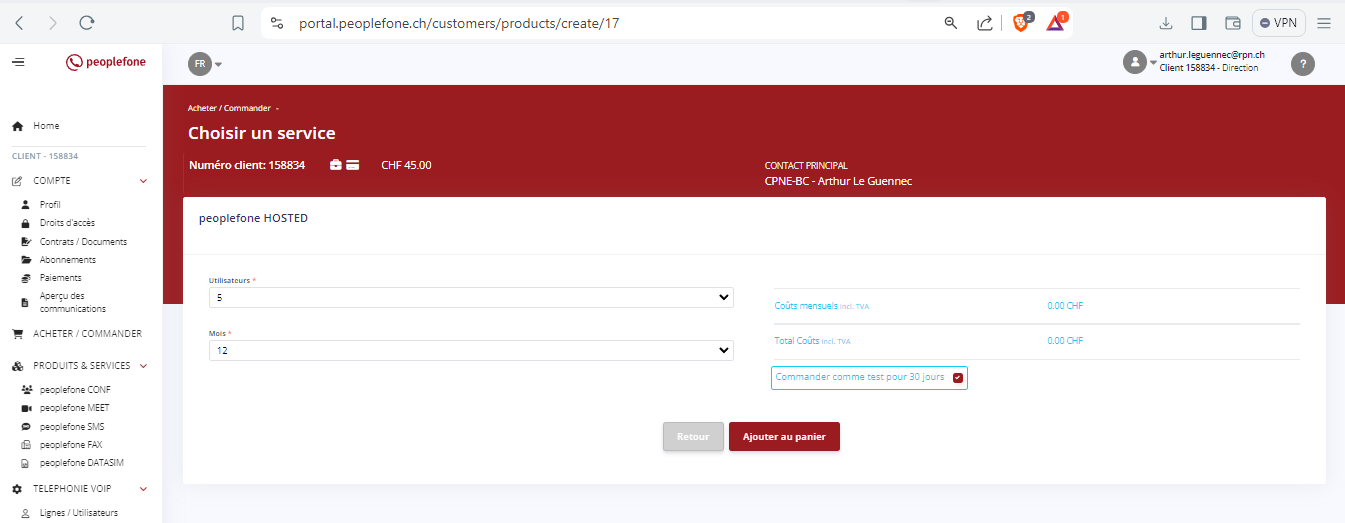 portal.peoplefone.ch/customers/products/create/17
2
1
VPN
peoplefone
FR
arthur.leguennec@rpn.ch
Client 158834 - Direction
?
Home
CLIENT - 158834
COMPTE
Profil
Droits d'accès
Contrats / Documents
Abonnements
Paiements
Aperçu des
communications
ACHETER / COMMANDER
PRODUITS & SERVICES
peoplefone CONF
peoplefone MEET
peoplefone SMS
peoplefone FAX
peoplefone DATASIM
TELEPHONIE VOIP
Lignes / Utilisateurs
Acheter / Commander -
Choisir un service
Numéro client: 158834 CHF 45.00
CONTACT PRINCIPAL
CPNE-BC - Arthur Le Guennec
peoplefone HOSTED
Utilisateurs *
5
Mois *
12
Coûts mensuels incl. TVA 0.00 CHF
Total Coûts incl. TVA 0.00 CHF
Commander comme test pour 30 jours
Retour
Ajouter au panier